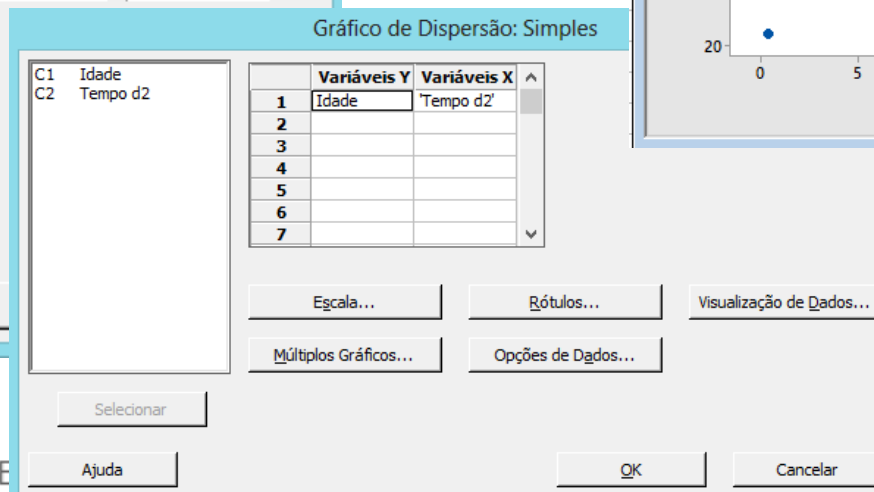 Gráfico de Dispersão: Simples
C1 Idade
C2 Tempo d2
Variáveis Y Variáveis X
1 Idade 'Tempo d2'
2
3
4
5
6
7
Escala... Rótulos... Visualização de Dados...
Múltiplos Gráficos... Opções de Dados...
Selecionar
Ajuda OK Cancelar
20
0 5